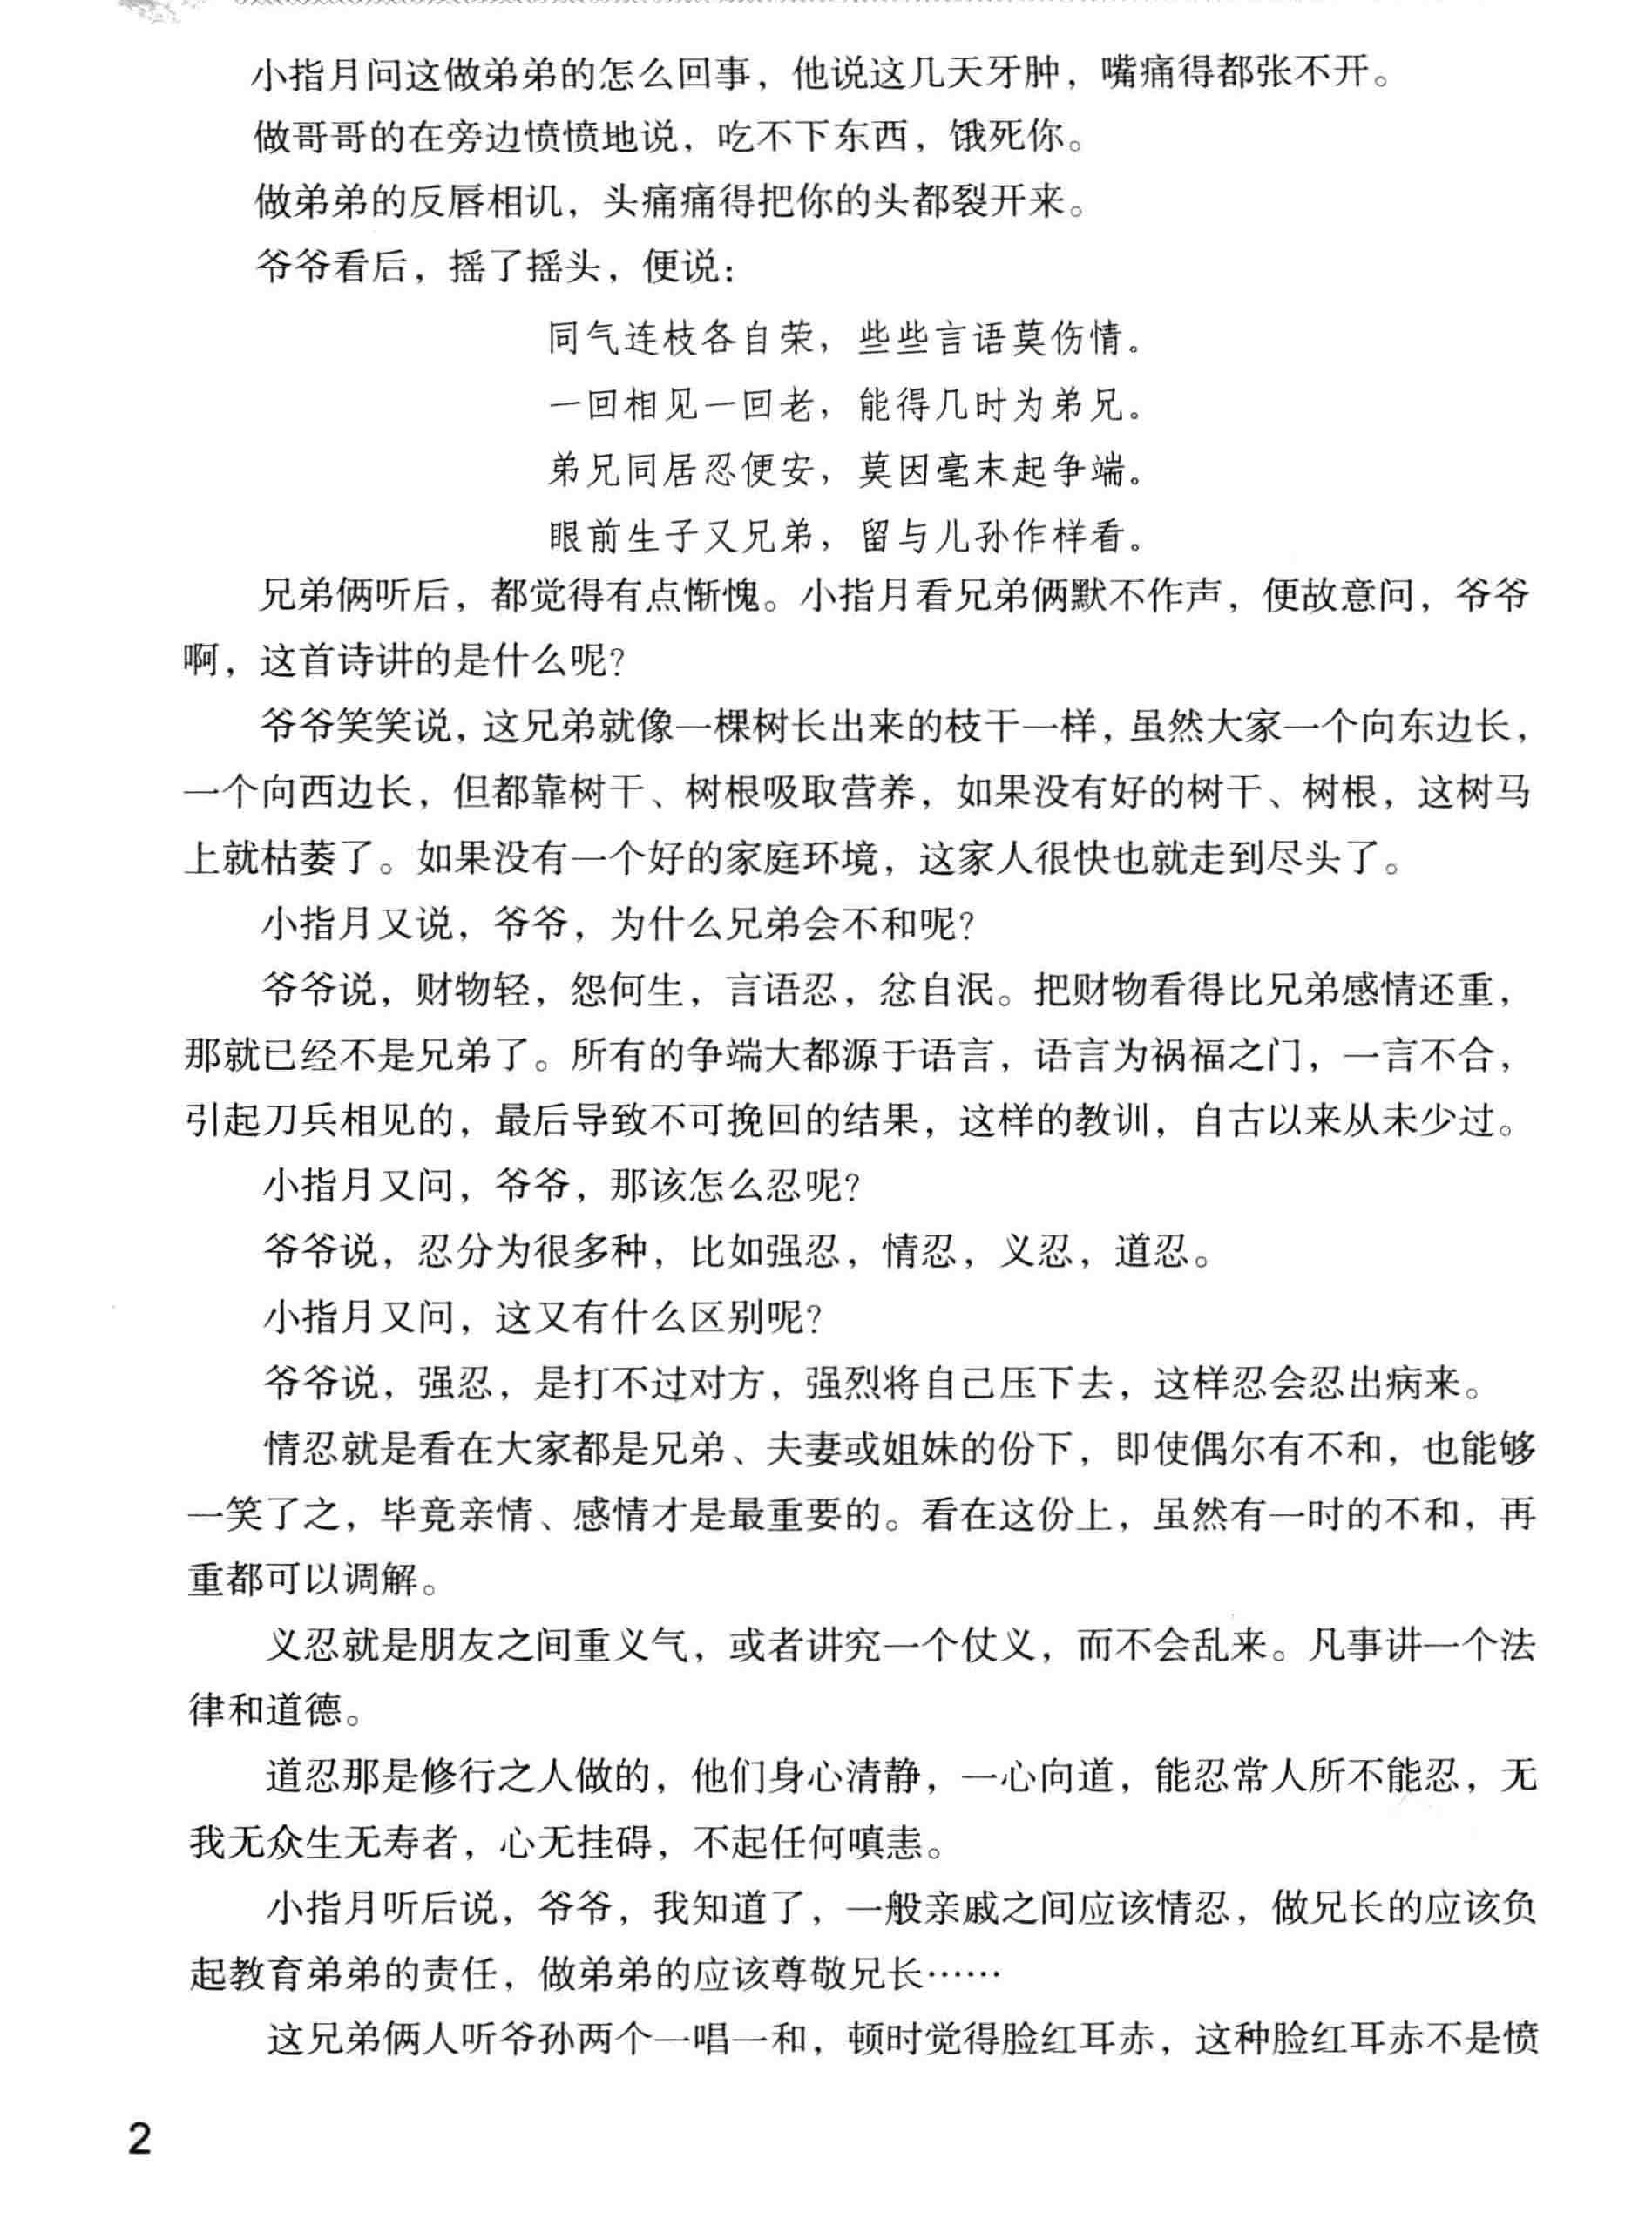 小指月问这做弟弟的怎么回事，他说这几天牙肿，嘴痛得都张不开。
做哥哥的在旁边愤愤地说，吃不下东西，饿死你。
做弟弟的反唇相讥，头痛痛得把你的头都裂开来。
爷爷看后，摇了摇头，便说：
同气连枝各自荣，些些言语莫伤情。
一回相见一回老，能得几时为弟兄。
弟兄同居忍便安，莫因毫末起争端。
眼前生子又兄弟，留与儿孙作样看。
兄弟俩听后，都觉得有点惭愧。小指月看兄弟俩默不作声，便故意问，爷爷
啊，这首诗讲的是什么呢？
爷爷笑笑说，这兄弟就像一棵树长出来的枝干一样，虽然大家一个向东边长，
一个向西边长，但都靠树干、树根吸取营养，如果没有好的树干、树根，这树马
上就枯萎了。如果没有一个好的家庭环境，这家人很快也就走到尽头了。
小指月又说，爷爷，为什么兄弟会不和呢？
爷爷说，财物轻，怨何生，言语忍，忿自泯。把财物看得比兄弟感情还重，
那就已经不是兄弟了。所有的争端大都源于语言，语言为祸福之门，一言不合，
引起刀兵相见的，最后导致不可挽回的结果，这样的教训，自古以来从未少过。
小指月又问，爷爷，那该怎么忍呢？
爷爷说，忍分为很多种，比如强忍，情忍，义忍，道忍。
小指月又问，这又有什么区别呢？
爷爷说，强忍，是打不过对方，强烈将自己压下去，这样忍会忍出病来。
情忍就是看在大家都是兄弟、夫妻或姐妹的份下，即使偶尔有不和，也能够
一笑了之，毕竟亲情、感情才是最重要的。看在这份上，虽然有一时的不和，再
重都可以调解。
义忍就是朋友之间重义气，或者讲究一个仗义，而不会乱来。凡事讲一个法
律和道德。
道忍那是修行之人做的，他们身心清静，一心向道，能忍常人所不能忍，无
我无众生无寿者，心无挂碍，不起任何嗔恚。
小指月听后说，爷爷，我知道了，一般亲戚之间应该情忍，做兄长的应该负
起教育弟弟的责任，做弟弟的应该尊敬兄长……
这兄弟俩人听爷孙两个一唱一和，顿时觉得脸红耳赤，这种脸红耳赤不是愤
2